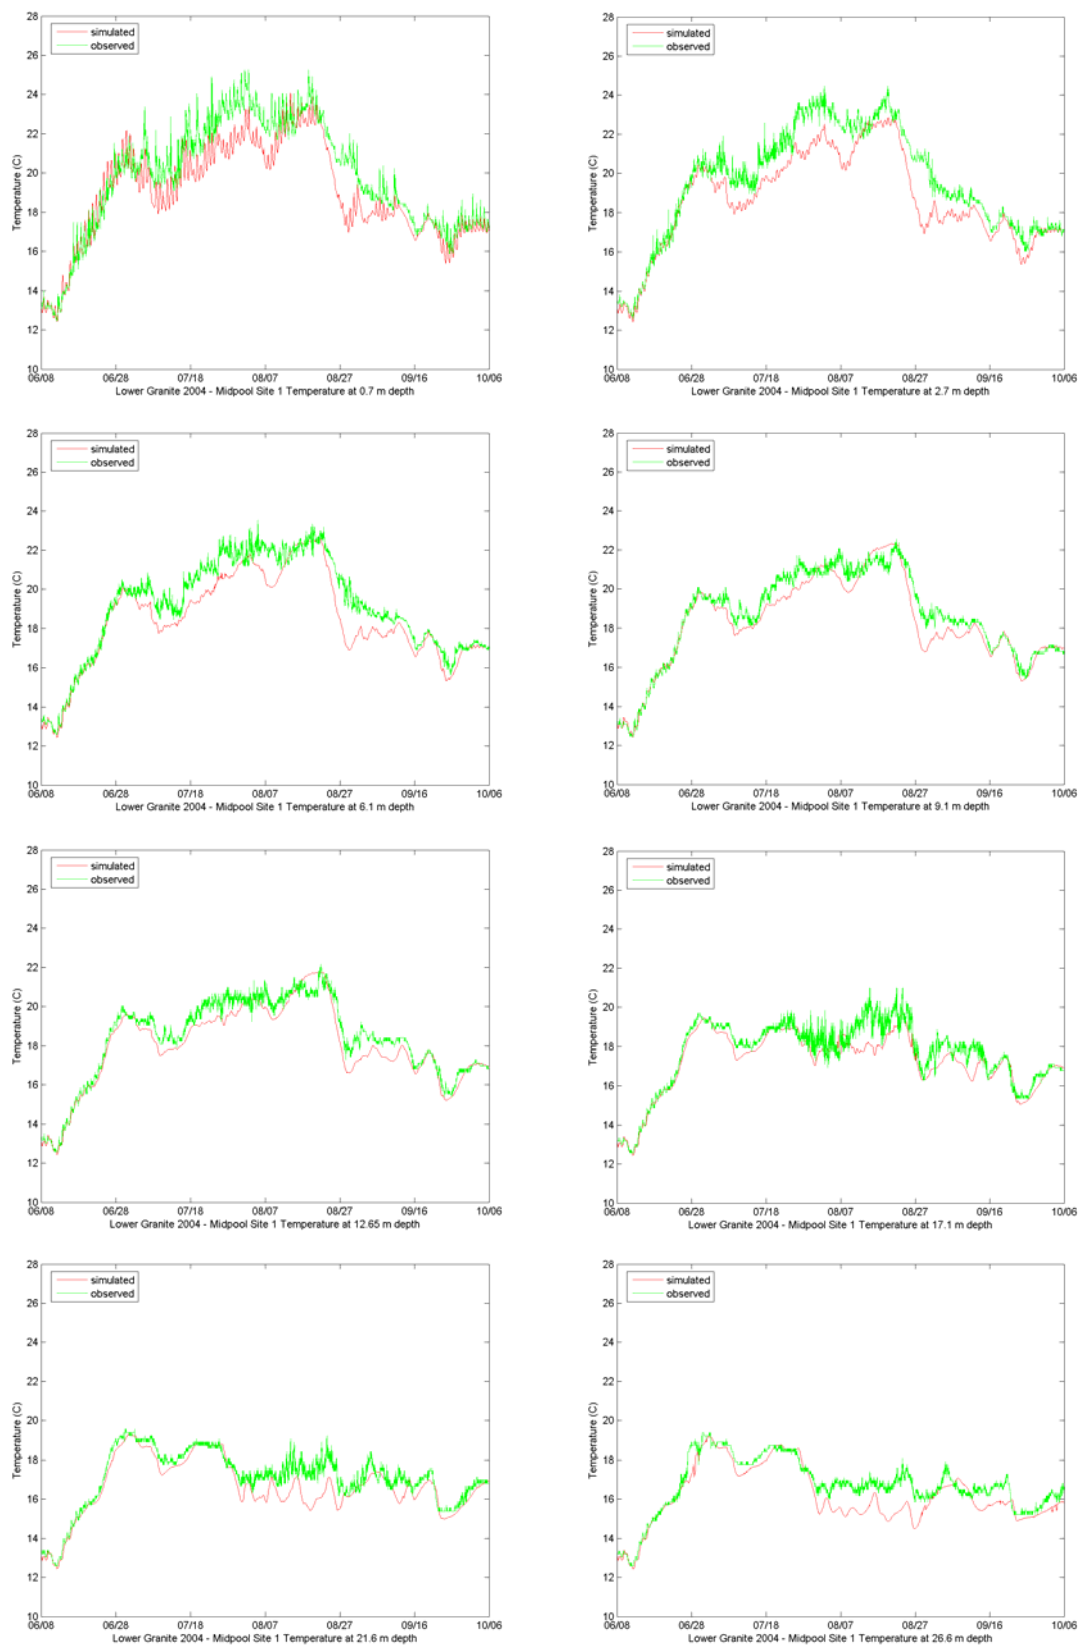 28
26
24
22
20
18
16
14
12
10
Temperature (C)
simulated
observed
06/08 06/28 07/18 08/07 08/27 09/16 10/06
Lower Granite 2004 - Midpool Site 1 Temperature at 0.7 m depth
28
26
24
22
20
18
16
14
12
10
Temperature (C)
simulated
observed
06/08 06/28 07/18 08/07 08/27 09/16 10/06
Lower Granite 2004 - Midpool Site 1 Temperature at 2.7 m depth
28
26
24
22
20
18
16
14
12
10
Temperature (C)
simulated
observed
06/08 06/28 07/18 08/07 08/27 09/16 10/06
Lower Granite 2004 - Midpool Site 1 Temperature at 6.1 m depth
28
26
24
22
20
18
16
14
12
10
Temperature (C)
simulated
observed
06/08 06/28 07/18 08/07 08/27 09/16 10/06
Lower Granite 2004 - Midpool Site 1 Temperature at 9.1 m depth
28
26
24
22
20
18
16
14
12
10
Temperature (C)
simulated
observed
06/08 06/28 07/18 08/07 08/27 09/16 10/06
Lower Granite 2004 - Midpool Site 1 Temperature at 12.65 m depth
28
26
24
22
20
18
16
14
12
10
Temperature (C)
simulated
observed
06/08 06/28 07/18 08/07 08/27 09/16 10/06
Lower Granite 2004 - Midpool Site 1 Temperature at 17.1 m depth
28
26
24
22
20
18
16
14
12
10
Temperature (C)
simulated
observed
06/08 06/28 07/18 08/07 08/27 09/16 10/06
Lower Granite 2004 - Midpool Site 1 Temperature at 21.6 m depth
28
26
24
22
20
18
16
14
12
10
Temperature (C)
simulated
observed
06/08 06/28 07/18 08/07 08/27 09/16 10/06
Lower Granite 2004 - Midpool Site 1 Temperature at 26.6 m depth